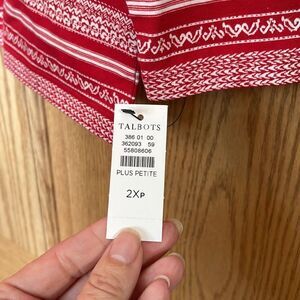 TALBOTS
386 01 00
362093 59
55808606
PLUS PETITE
2XP